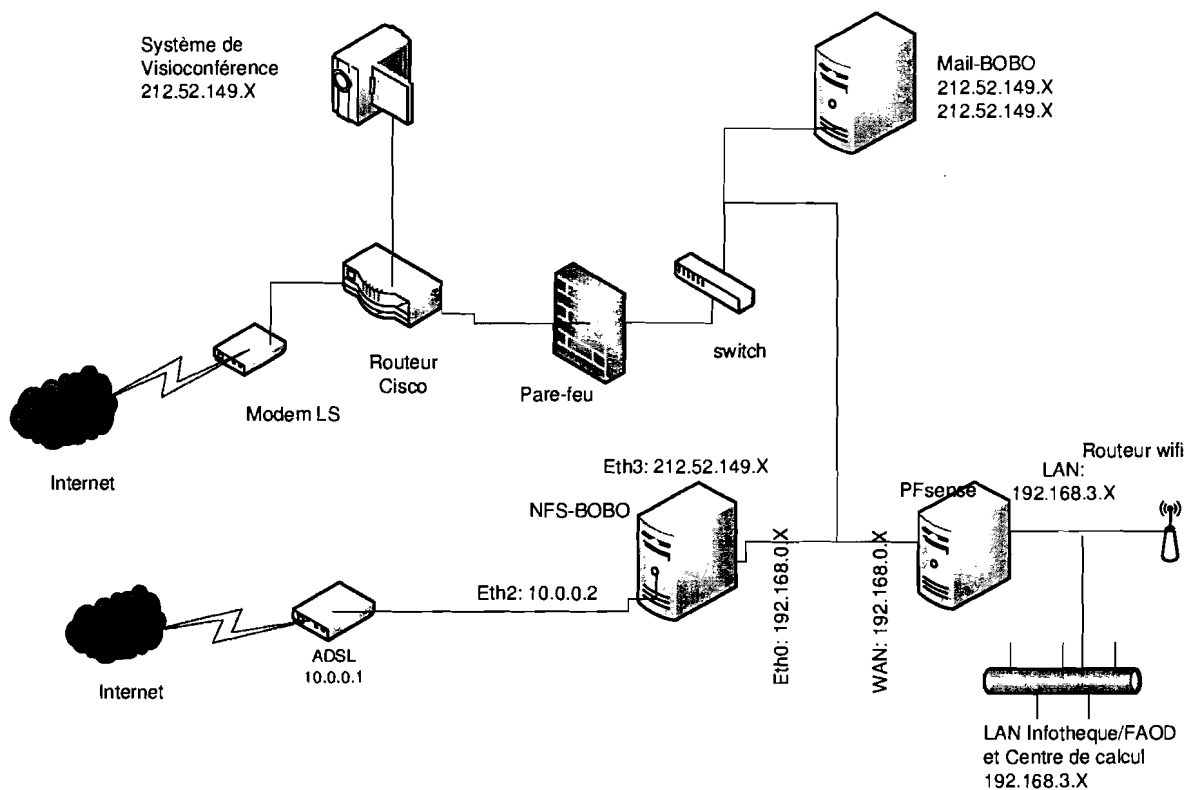 Système de
Visioconférence
212.52.149.X
Mail-BOBO
212.52.149.X
212.52.149.X
Routeur
Cisco
Pare-feu
switch
Modem LS
Internet
Eth3: 212.52.149.X
NFS-BOBO
PFsense
Routeur wifi
LAN:
192.168.3.X
Eth2: 10.0.0.2
Eth0: 192.168.0.X
WAN: 192.168.0.X
ADSL
10.0.0.1
Internet
LAN Infotheque/FAOD
et Centre de calcul
192.168.3.X